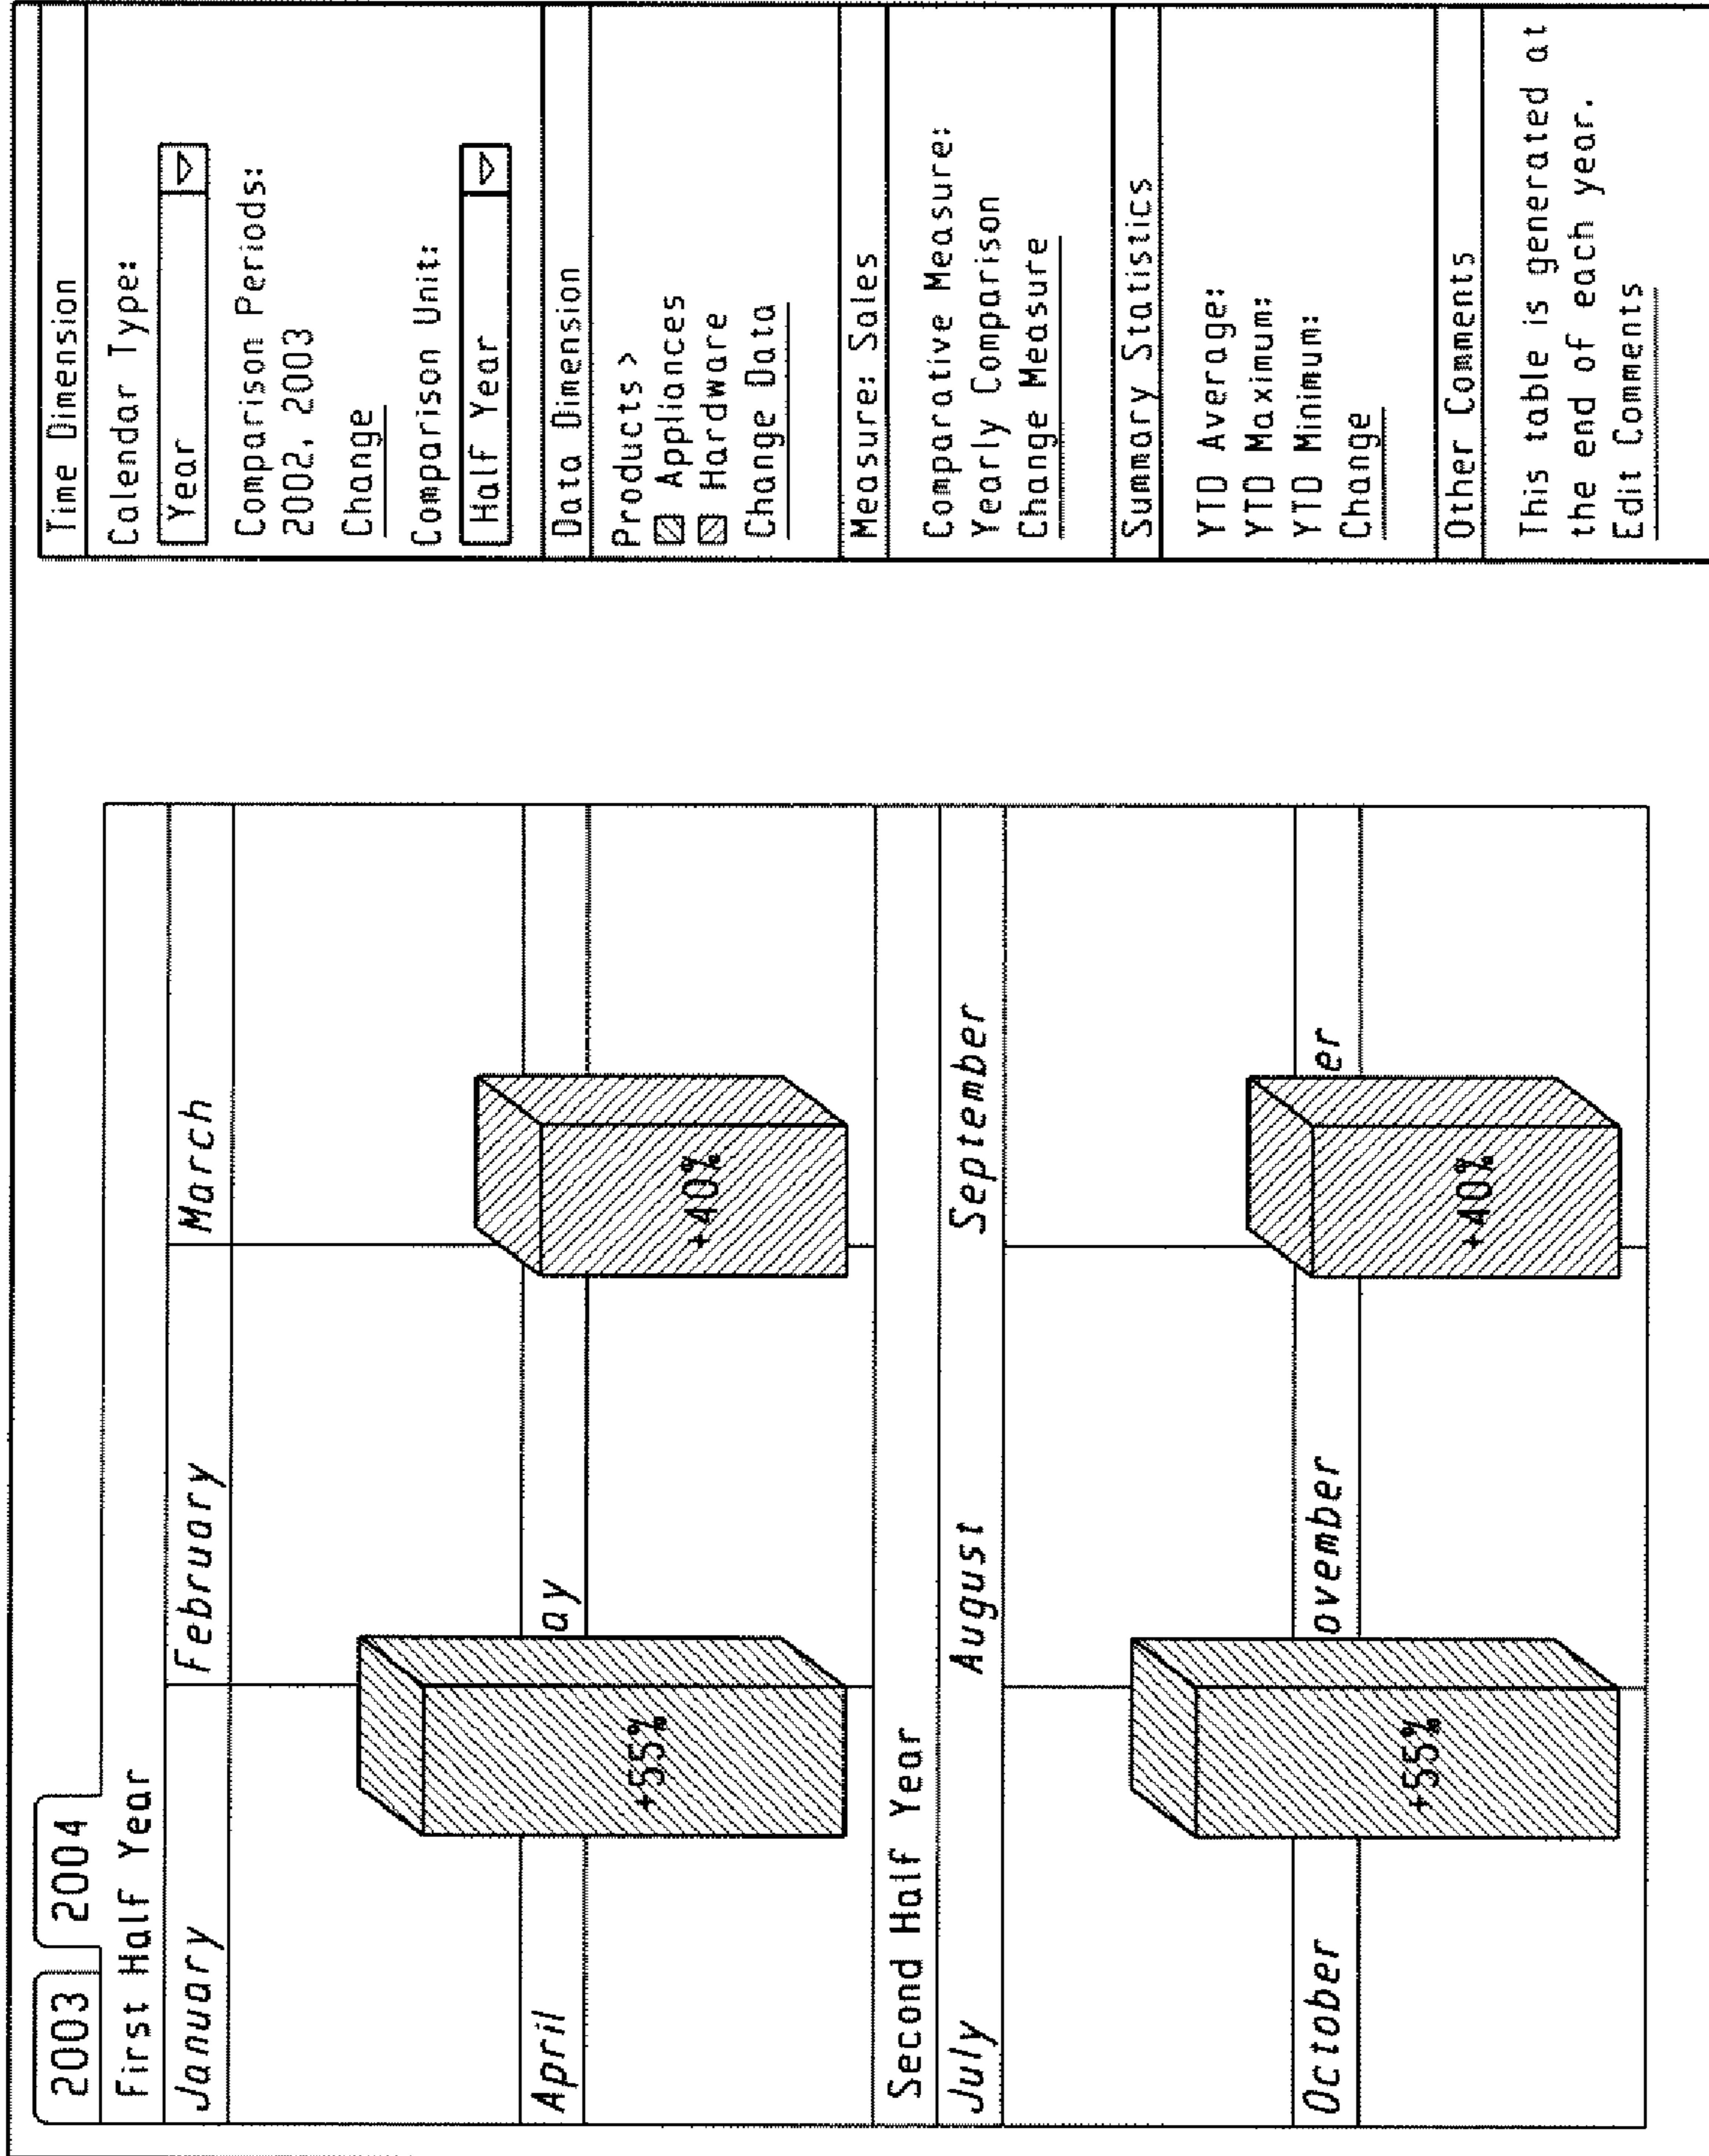 2003
2004
First Half Year
January
February
March
April
ay
+55%
+40%
Second Half Year
July
August
September
October
ovember
er
+55%
+40%
Time Dimension
Calendar Type:
Year
Comparison Periods:
2002, 2003
Change
Comparison Unit:
Half Year
Data Dimension
Products >
Appliances
Hardware
Change Data
Measure: Sales
Comparative Measure:
Yearly Comparison
Change Measure
Summary Statistics
YTD Average:
YTD Maximum:
YTD Minimum:
Change
Other Comments
This table is generated at
the end of each year.
Edit Comments